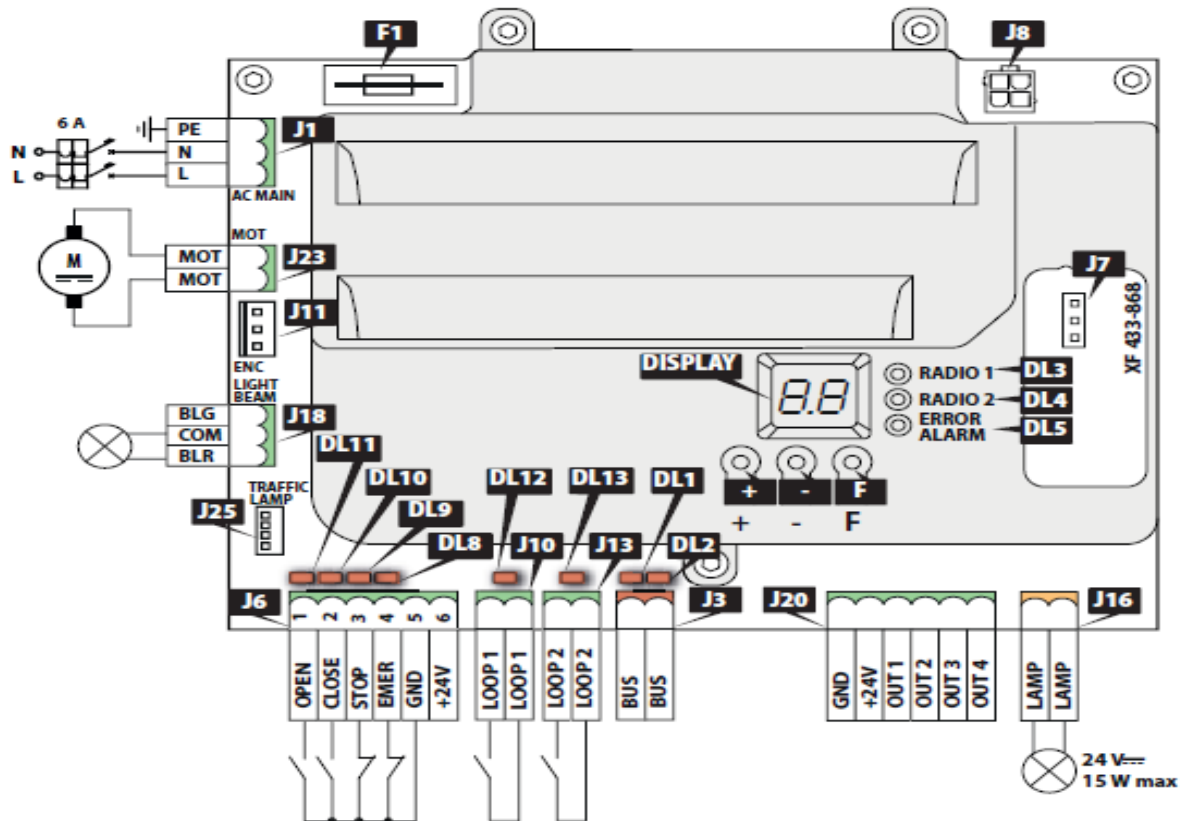 F1
J8
6 A
N
L
PE
N
L
J1
AC MAIN
MOT
MOT
MOT
J23
M
J11
ENC
LIGHT
BEAM
BLG
COM
BLR
J18
TRAFFIC
LAMP
J25
DISPLAY
8.8
RADIO 1
DL3
RADIO 2
DL4
ERROR
ALARM
DL5
J7
XF 433-868
+
-
F
+
-
F
DL11
DL10
DL9
DL8
DL12
DL13
DL1
DL2
J10
J13
J6
J3
J20
J16
1
2
3
4
5
6
OPEN
CLOSE
STOP
EMER
GND
+24V
LOOP 1
LOOP 1
LOOP 2
LOOP 2
BUS
BUS
GND
+24V
OUT 1
OUT 2
OUT 3
OUT 4
LAMP
LAMP
24 V
15 W max